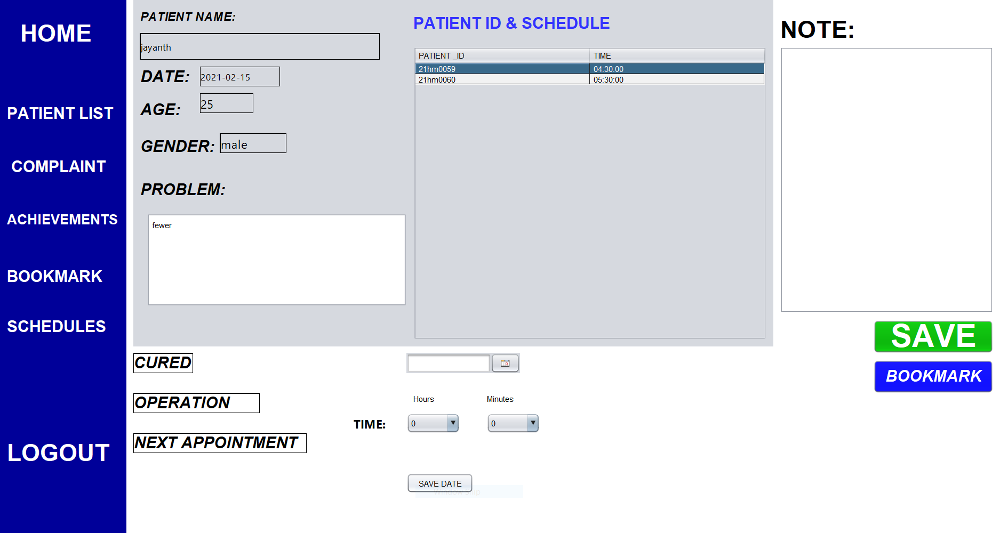 HOME
PATIENT LIST
COMPLAINT
ACHIEVEMENTS
BOOKMARK
SCHEDULES
LOGOUT
PATIENT NAME:
jayanth
DATE: 2021-02-15
AGE: 25
GENDER: male
PROBLEM:
fewer
PATIENT ID & SCHEDULE
PATIENT _ID TIME
21hm0059 04:30:00
21hm0060 05:30:00
NOTE:
SAVE
BOOKMARK
CURED
OPERATION
NEXT APPOINTMENT
Hours Minutes
TIME: 0 0
SAVE DATE
Window Snip